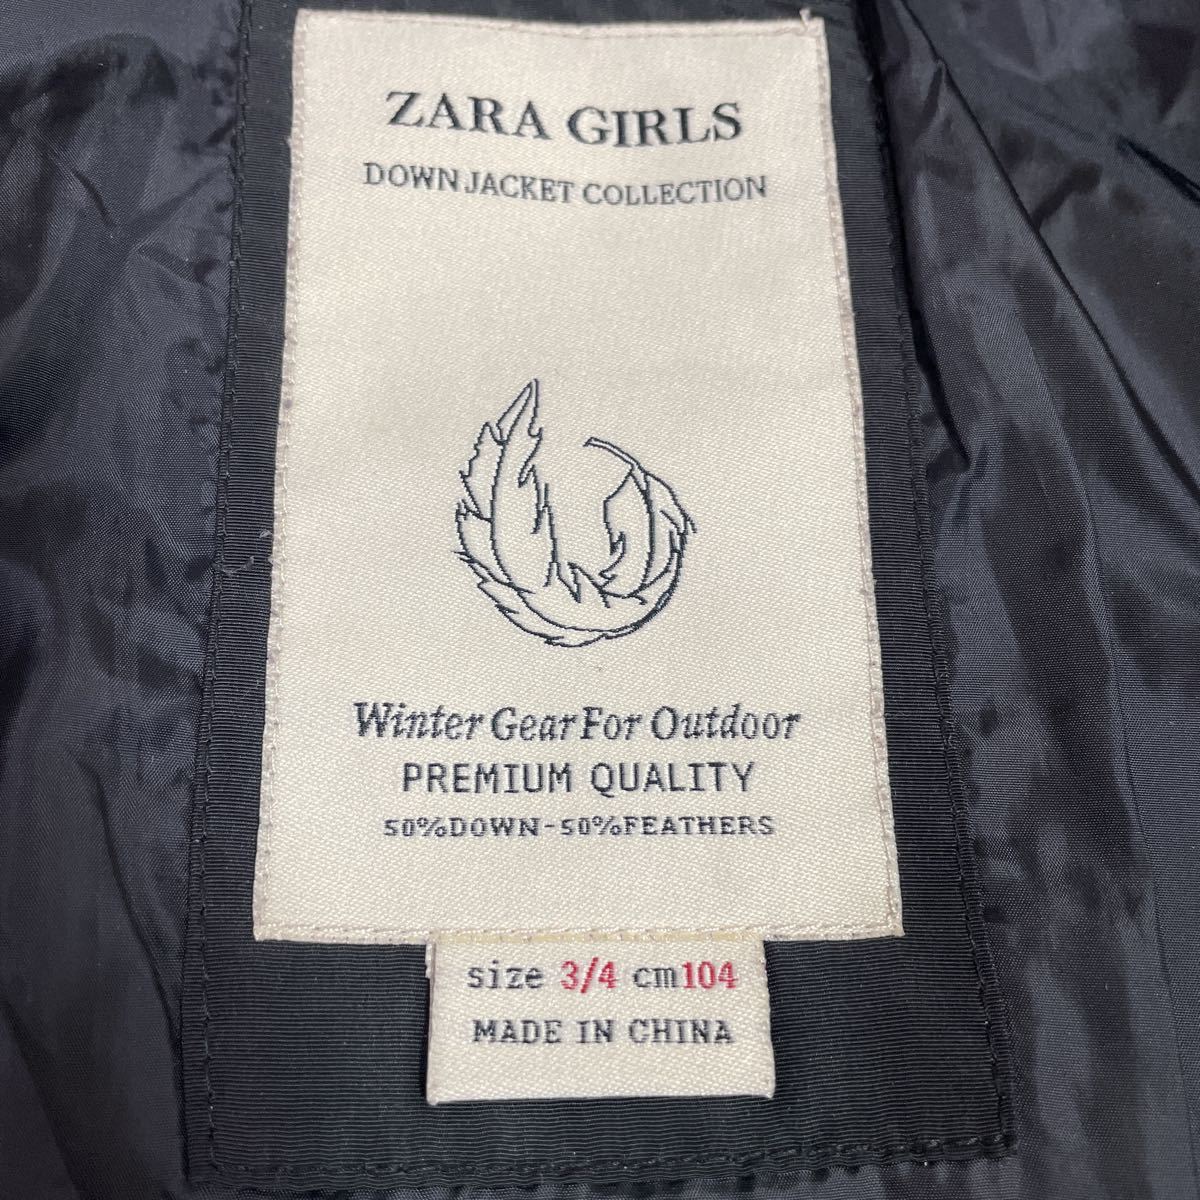 ZARA GIRLS
DOWN JACKET COLLECTION
Winter Gear For Outdoor
PREMIUM QUALITY
50%DOWN-50%FEATHERS
size 3/4 cm104
MADE IN CHINA